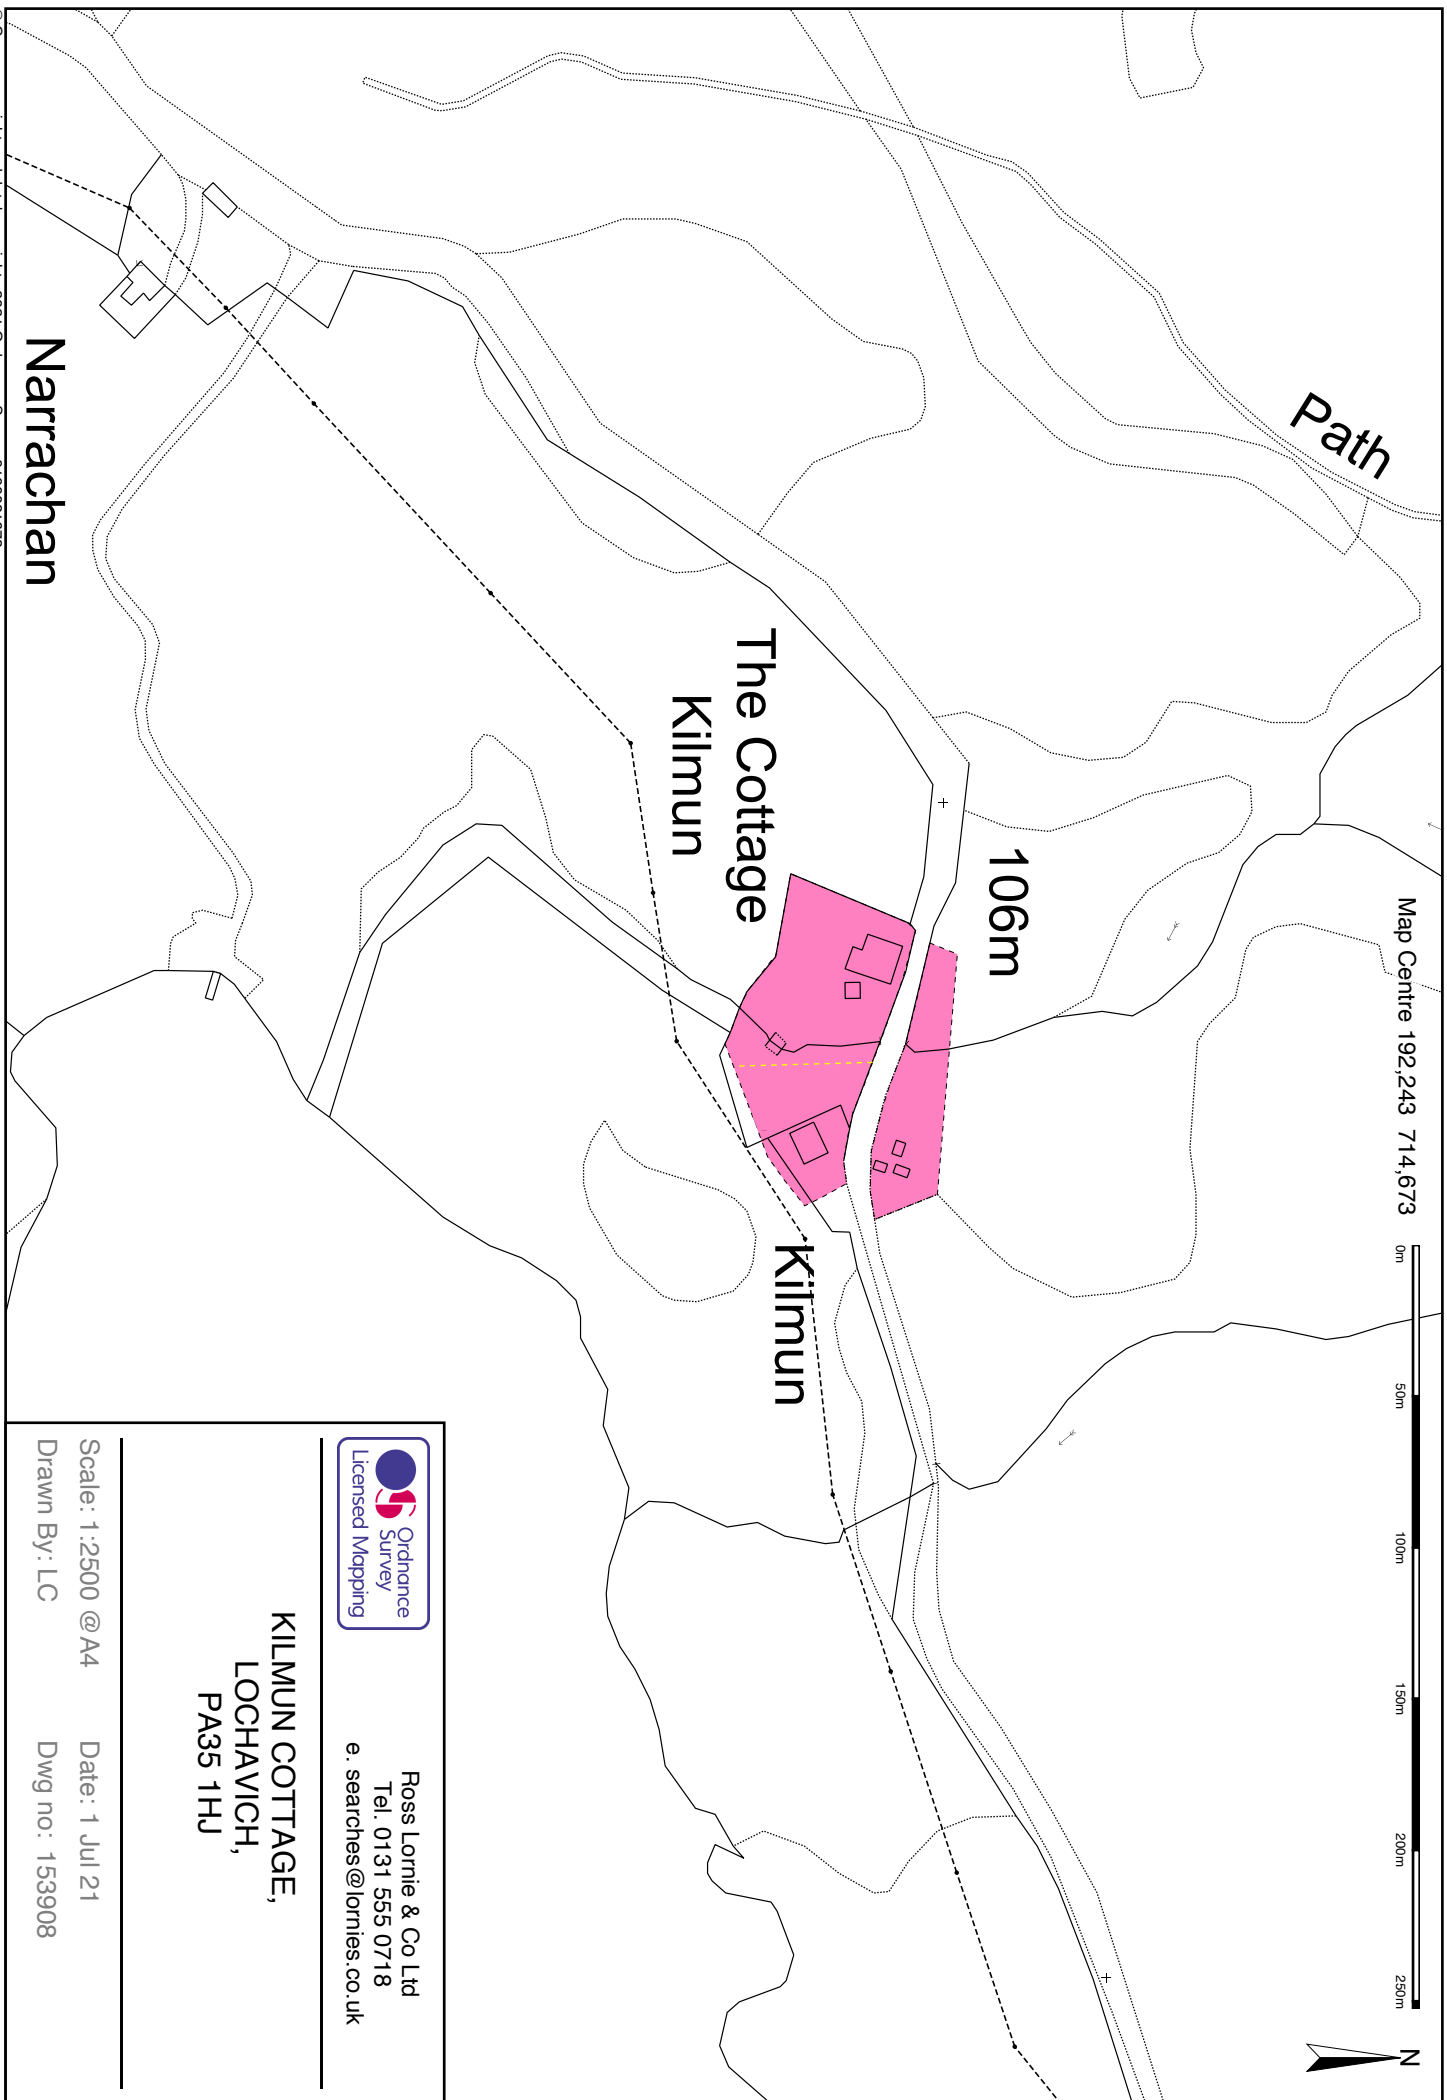 Map Centre 192,243 714,673
0m 50m 100m 150m 200m 250m
N
Path
106m
The Cottage
Kilmun
Kilmun
Narrachan
Ordnance
Survey
Licensed Mapping
Ross Lornie & Co Ltd
Tel. 0131 555 0718
e. searches@lornies.co.uk
KILMUN COTTAGE,
LOCHAVICH,
PA35 1HJ
Scale: 1:2500 @A4 Date: 1 Jul 21
Drawn By: LC Dwg no: 153908